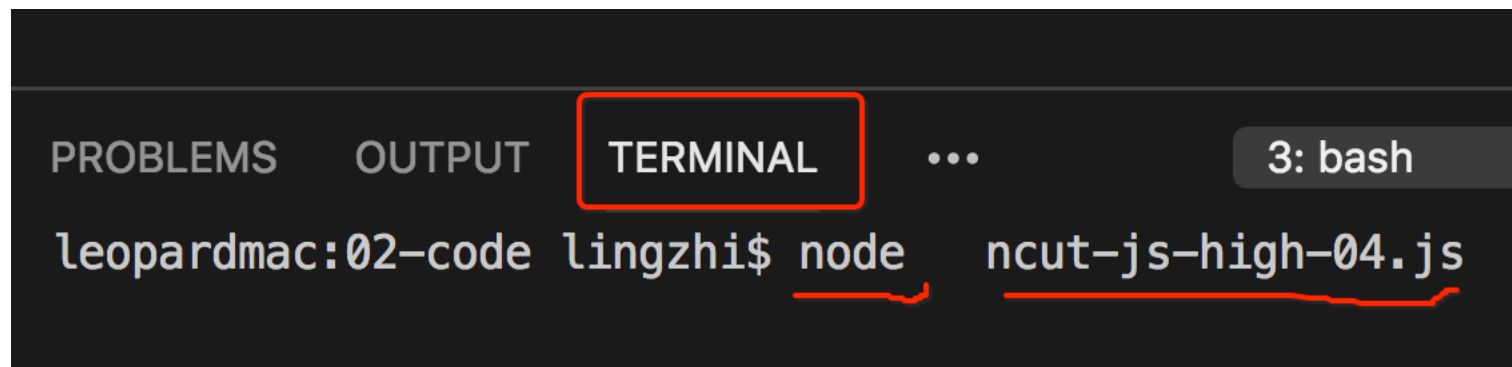 PROBLEMS OUTPUT TERMINAL ••• 3: bash
leopardmac:02-code lingzhi$ node ncut-js-high-04.js